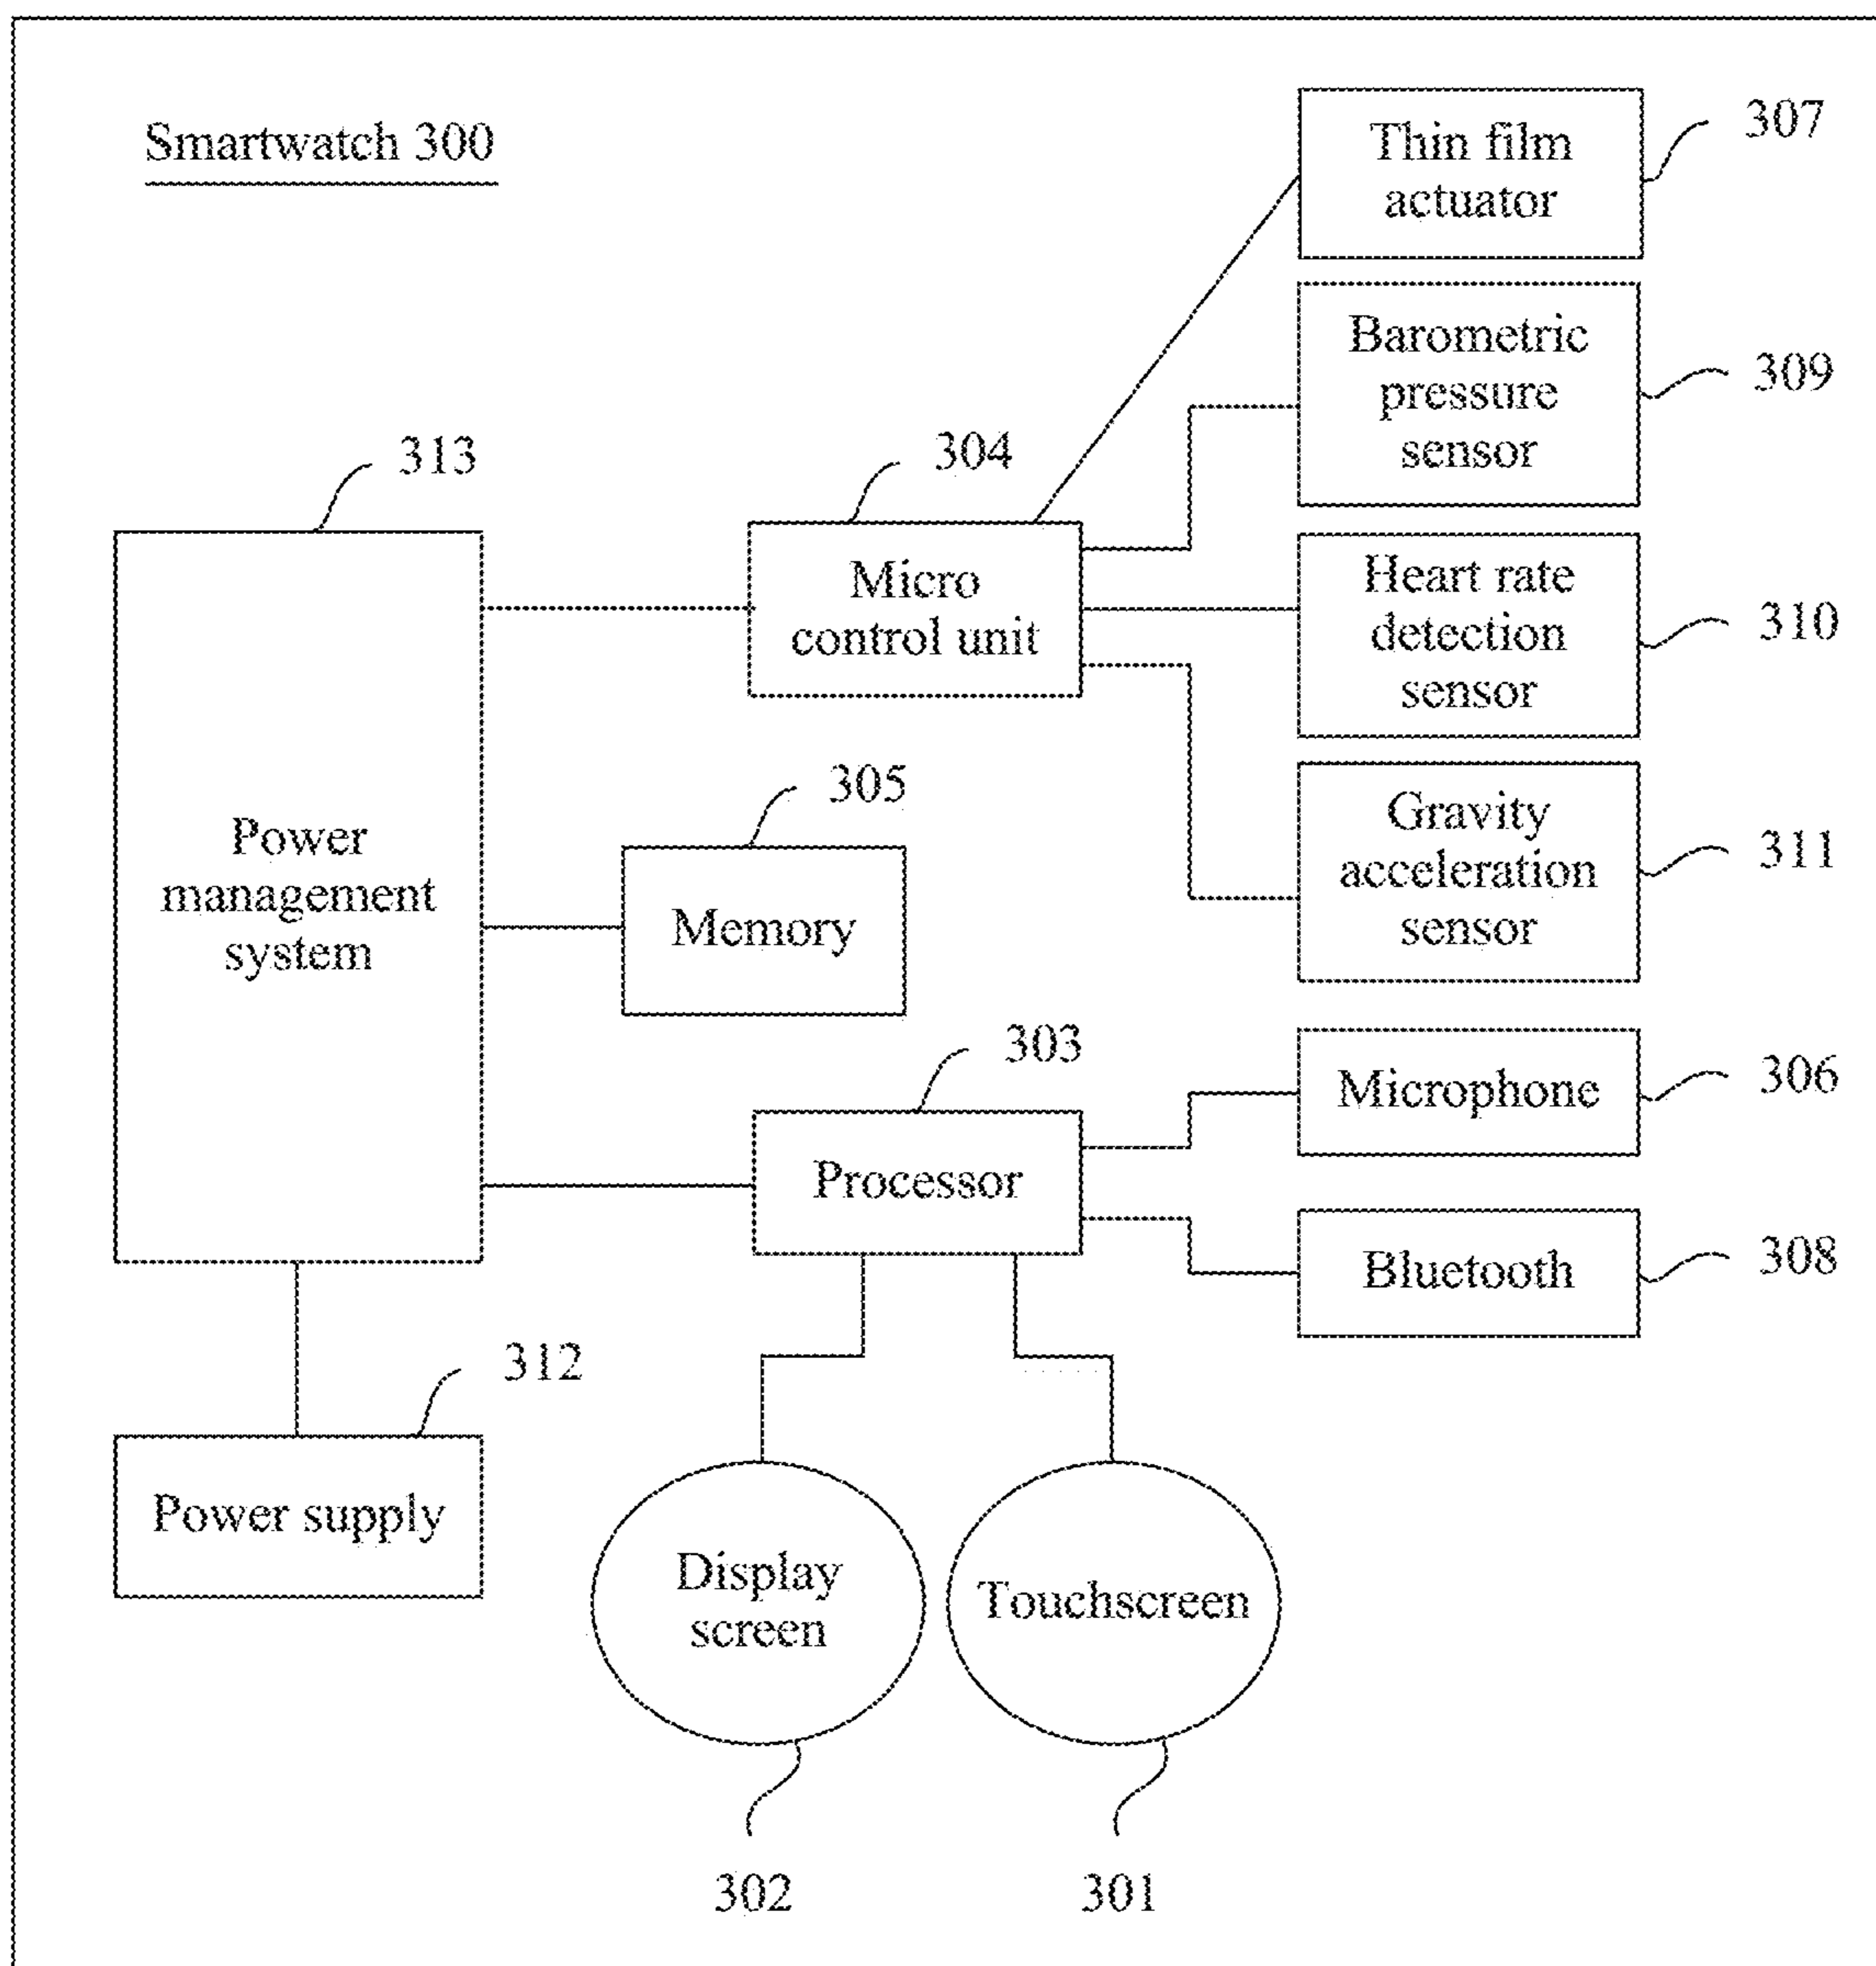 Smartwatch 300
Thin film
actuator
307
Barometric
pressure
sensor
309
313
304
Micro
control unit
Heart rate
detection
sensor
310
305
Power
management
system
Memory
Gravity
acceleration
sensor
311
303
Processor
Microphone
306
Bluetooth
308
312
Power supply
Display
screen
Touchscreen
302
301